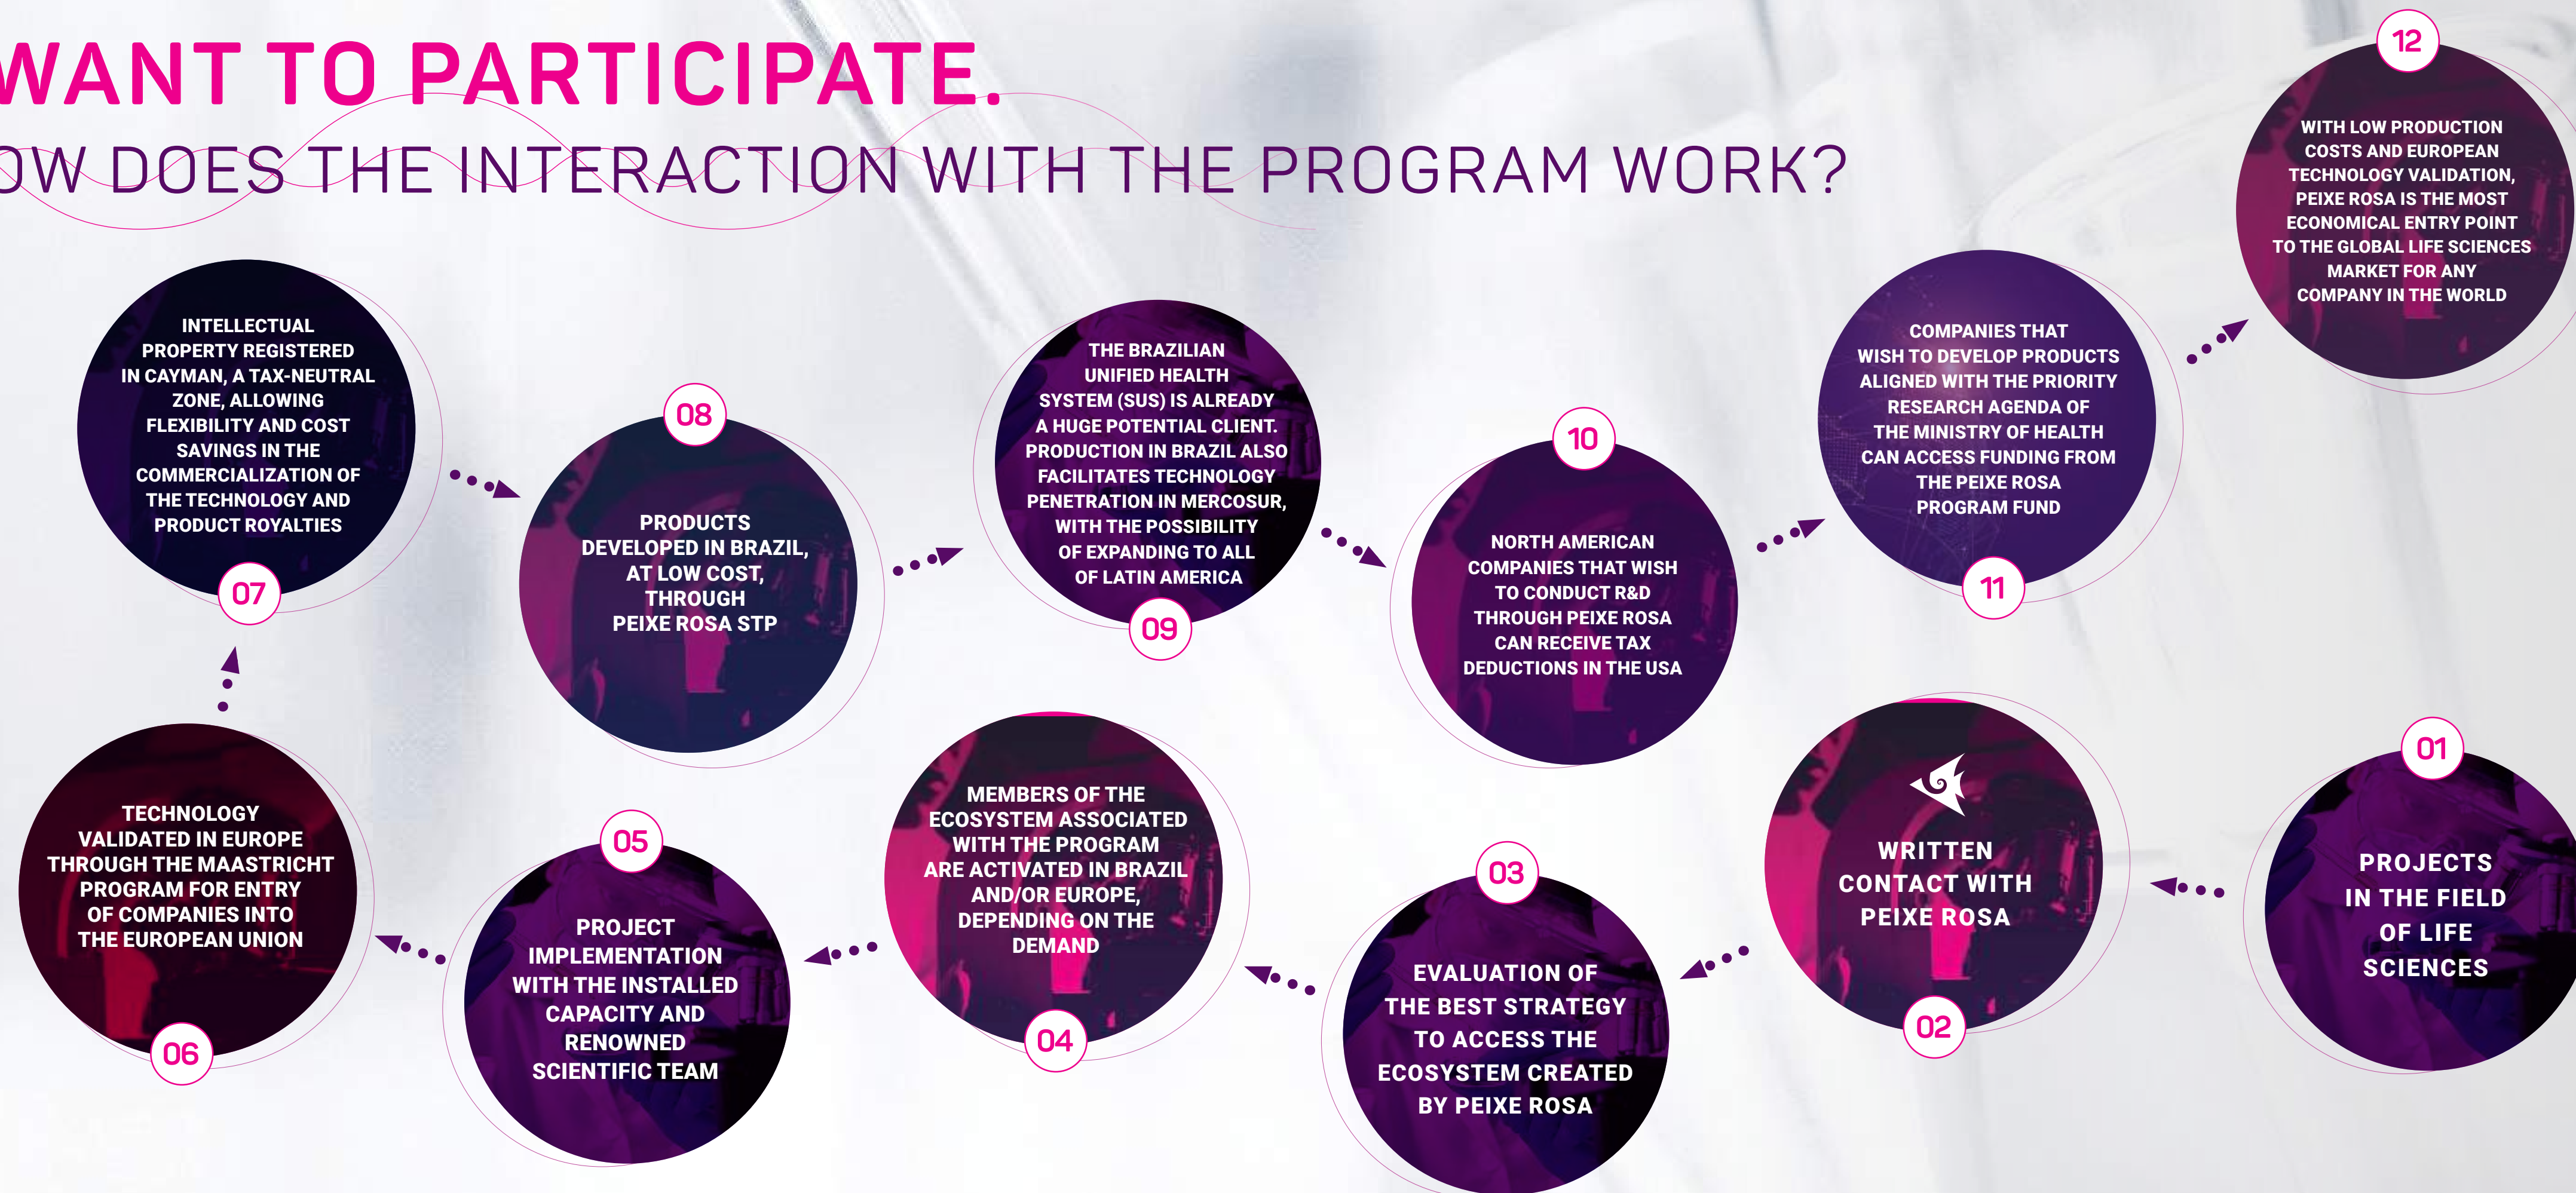 WANT TO PARTICIPATE.
OW DOES THE INTERACTION WITH THE PROGRAM WORK?
01
PROJECTS
IN THE FIELD
OF LIFE
SCIENCES
WRITTEN
CONTACT WITH
PEIXE ROSA
02
03
EVALUATION OF
THE BEST STRATEGY
TO ACCESS THE
ECOSYSTEM CREATED
BY PEIXE ROSA
MEMBERS OF THE
ECOSYSTEM ASSOCIATED
WITH THE PROGRAM
ARE ACTIVATED IN BRAZIL
AND/OR EUROPE,
DEPENDING ON THE
DEMAND
04
05
PROJECT
IMPLEMENTATION
WITH THE INSTALLED
CAPACITY AND
RENOWNED
SCIENTIFIC TEAM
TECHNOLOGY
VALIDATED IN EUROPE
THROUGH THE MAASTRICHT
PROGRAM FOR ENTRY
OF COMPANIES INTO
THE EUROPEAN UNION
06
INTELLECTUAL
PROPERTY REGISTERED
IN CAYMAN, A TAX-NEUTRAL
ZONE, ALLOWING
FLEXIBILITY AND COST
SAVINGS IN THE
COMMERCIALIZATION OF
THE TECHNOLOGY AND
PRODUCT ROYALTIES
07
08
PRODUCTS
DEVELOPED IN BRAZIL,
AT LOW COST,
THROUGH
PEIXE ROSA STP
THE BRAZILIAN
UNIFIED HEALTH
SYSTEM (SUS) IS ALREADY
A HUGE POTENTIAL CLIENT.
PRODUCTION IN BRAZIL ALSO
FACILITATES TECHNOLOGY
PENETRATION IN MERCOSUR,
WITH THE POSSIBILITY
OF EXPANDING TO ALL
OF LATIN AMERICA
09
10
NORTH AMERICAN
COMPANIES THAT WISH
TO CONDUCT R&D
THROUGH PEIXE ROSA
CAN RECEIVE TAX
DEDUCTIONS IN THE USA
COMPANIES THAT
WISH TO DEVELOP PRODUCTS
ALIGNED WITH THE PRIORITY
RESEARCH AGENDA OF
THE MINISTRY OF HEALTH
CAN ACCESS FUNDING FROM
THE PEIXE ROSA
PROGRAM FUND
11
12
WITH LOW PRODUCTION
COSTS AND EUROPEAN
TECHNOLOGY VALIDATION,
PEIXE ROSA IS THE MOST
ECONOMICAL ENTRY POINT
TO THE GLOBAL LIFE SCIENCES
MARKET FOR ANY
COMPANY IN THE WORLD